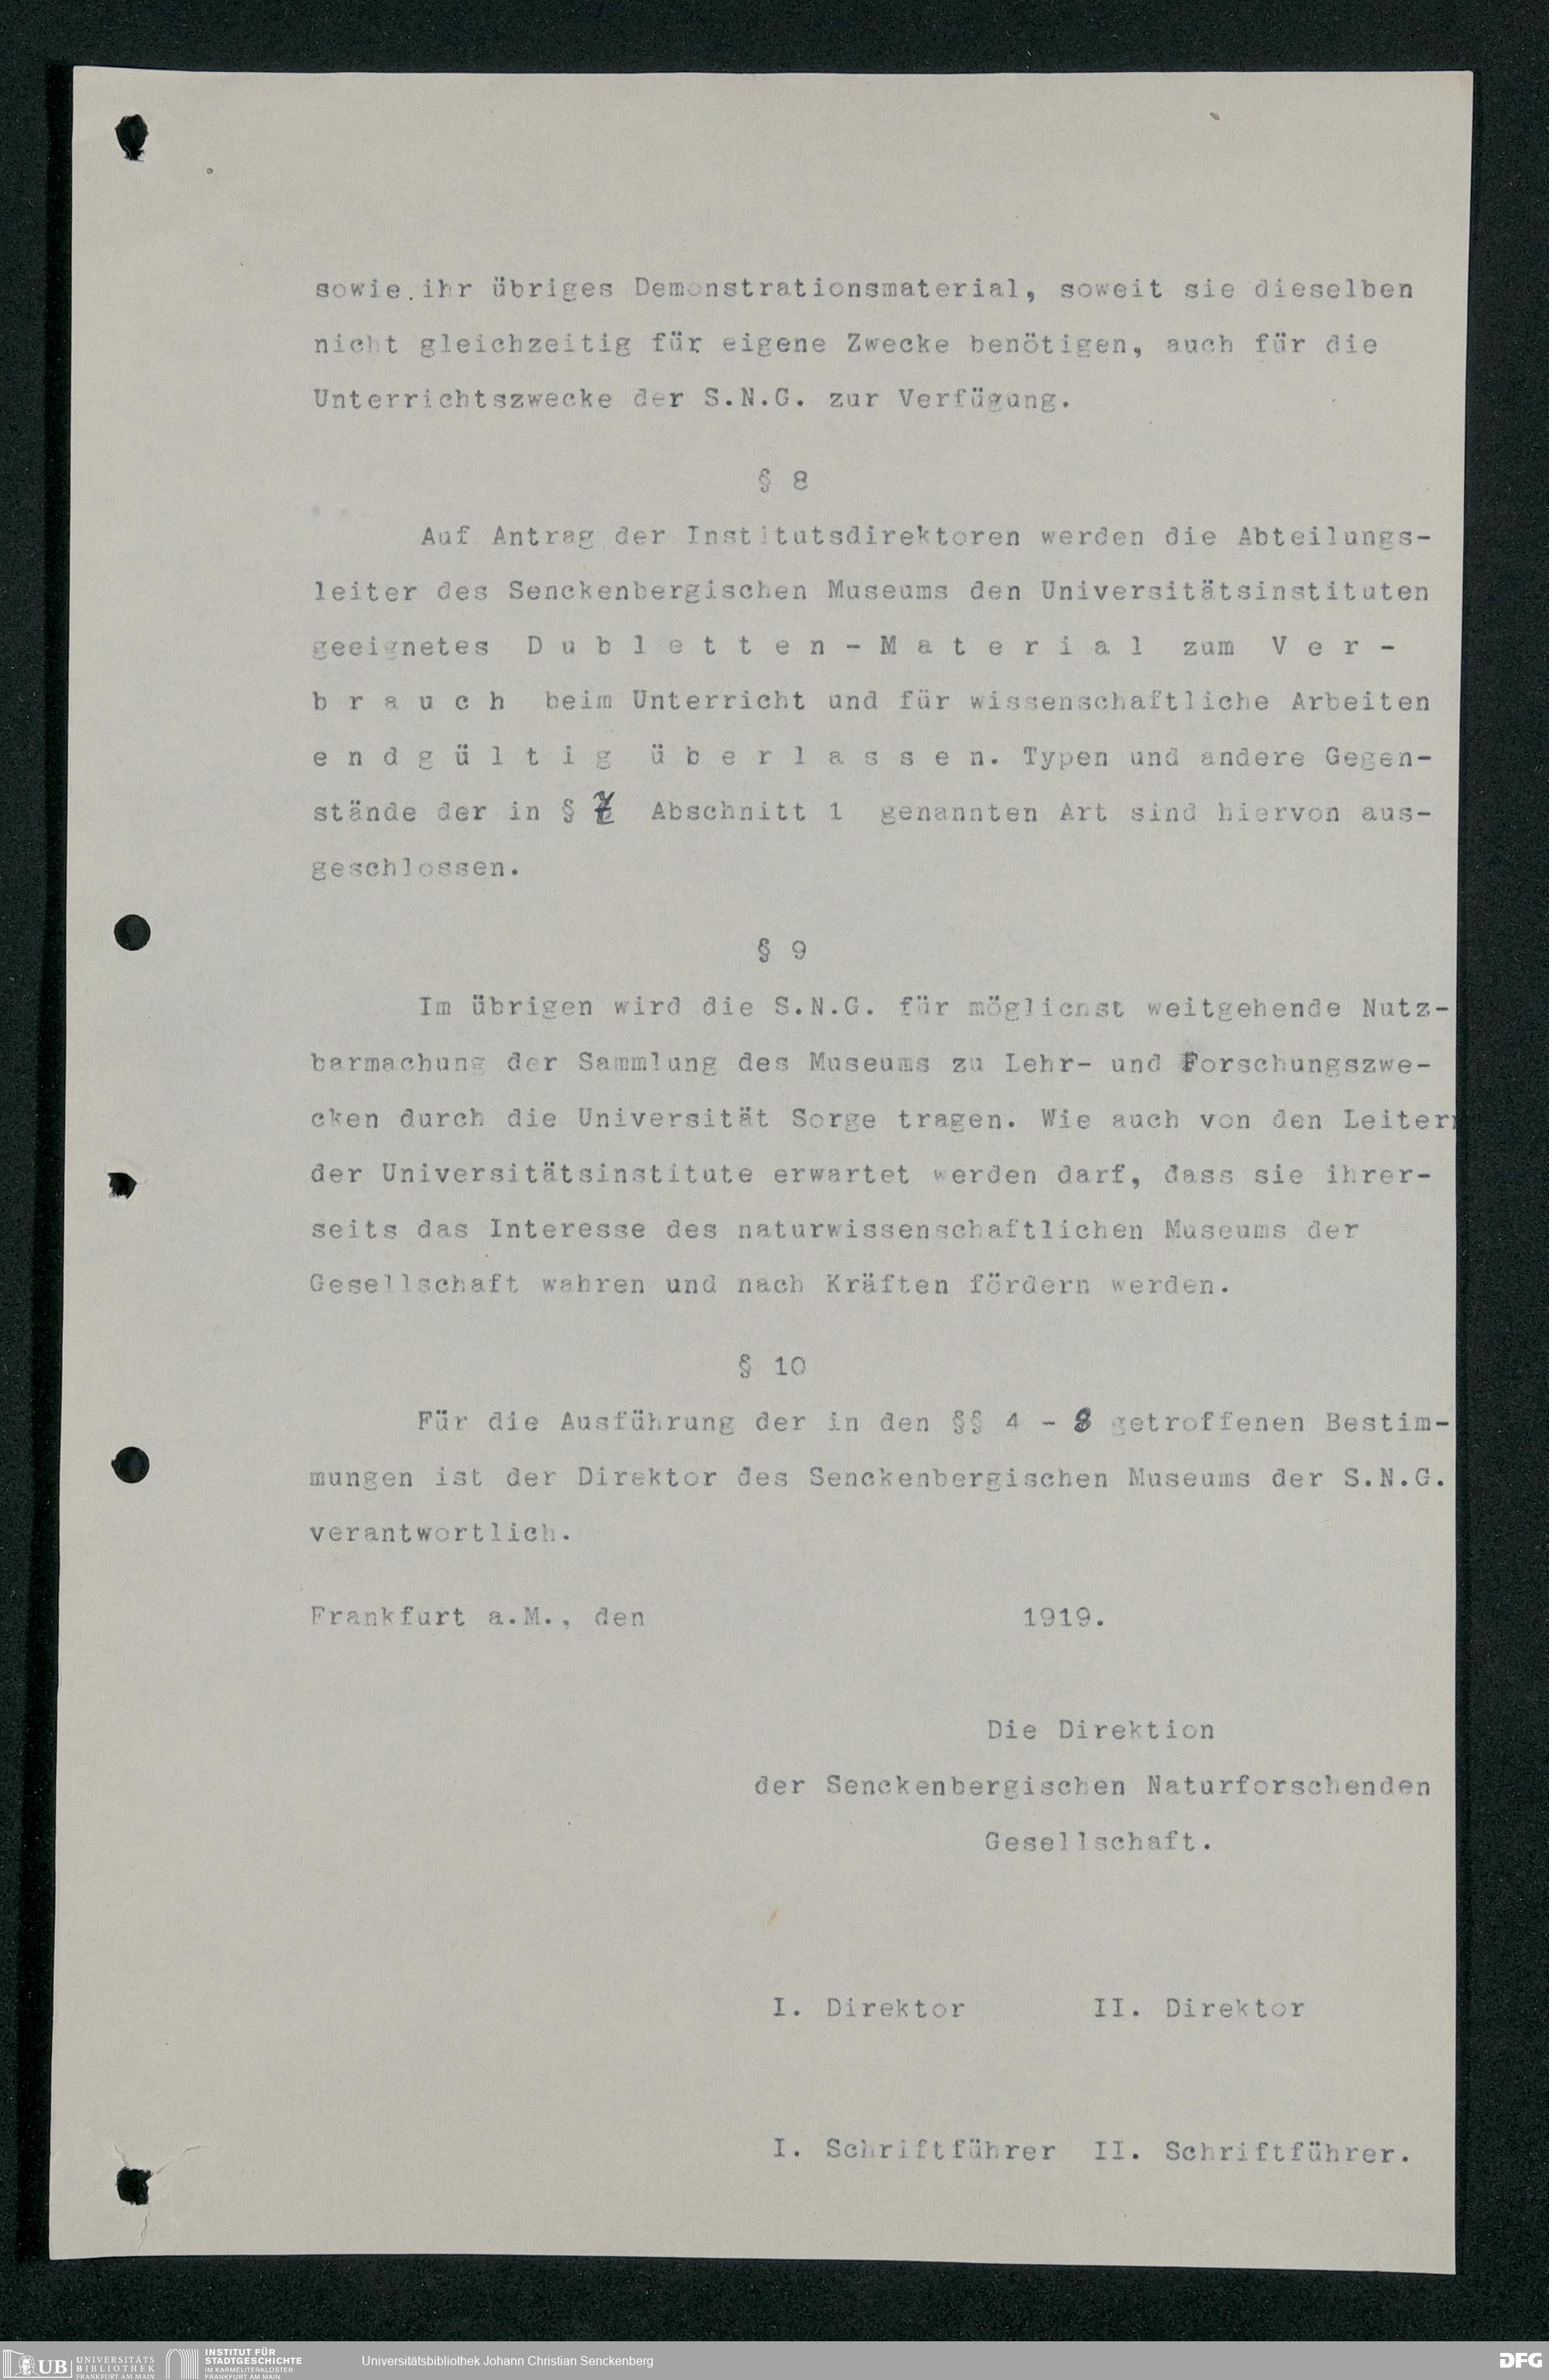 sowie ihr übriges Demonstrationsmaterial, soweit sie dieselben
nicht gleichzeitig für eigene Zwecke benötigen, auch für die
Unterrichtszwecke der S.N.G. zur Verfügung.
§ 8
Auf Antrag der Institutsdirektoren werden die Abteilungs-
leiter des Senckenbergischen Museums den Universitätsinstituten
geeignetes D u b l e t t e n - M a t e r i a l zum V e r -
b r a u c h beim Unterricht und für wissenschaftliche Arbeiten
e n d g ü l t i g ü b e r l a s s e n. Typen und andere Gegen-
stände der in § 7 Abschnitt 1 genannten Art sind hiervon aus-
geschlossen.
§ 9
Im übrigen wird die S.N.G. für möglichst weitgehende Nutz-
barmachung der Sammlung des Museums zu Lehr- und Forschungszwe-
cken durch die Universität Sorge tragen. Wie auch von den Leitern
der Universitätsinstitute erwartet werden darf, dass sie ihrer-
seits das Interesse des naturwissenschaftlichen Museums der
Gesellschaft wahren und nach Kräften fördern werden.
§ 10
Für die Ausführung der in den §§ 4 - 8 getroffenen Bestim-
mungen ist der Direktor des Senckenbergischen Museums der S.N.G.
verantwortlich.
Frankfurt a.M., den 1919.
Die Direktion
der Senckenbergischen Naturforschenden
Gesellschaft.
I. Direktor II. Direktor
I. Schriftführer II. Schriftführer.
UB UNIVERSITÄTS BIBLIOTHEK FRANKFURT AM MAIN
INSTITUT FÜR STADTGESCHICHTE IM KARMELITERKLOSTER FRANKFURT AM MAIN
Universitätsbibliothek Johann Christian Senckenberg
DFG